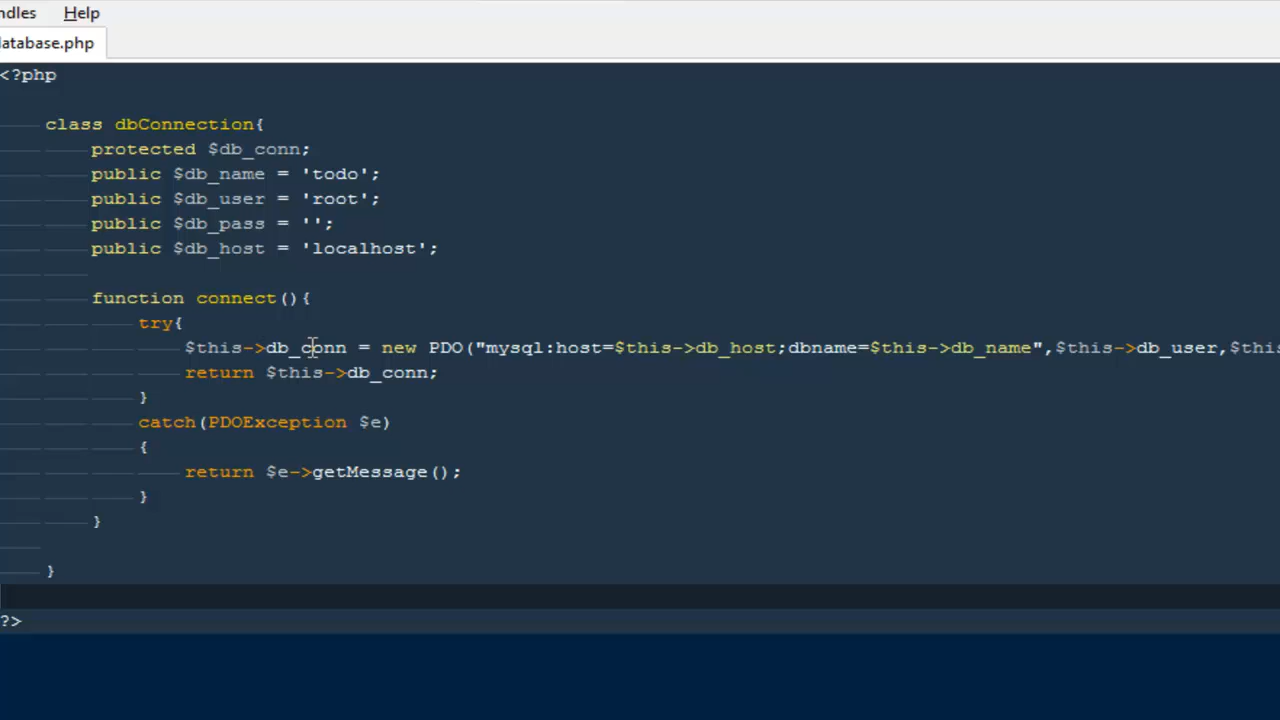 ndles Help
atabase.php
<?php
class dbConnection{
protected $db_conn;
public $db_name = 'todo';
public $db_user = 'root';
public $db_pass = '';
public $db_host = 'localhost';
function connect(){
try{
$this->db_conn = new PDO("mysql:host=$this->db_host;dbname=$this->db_name",$this->db_user,$this
return $this->db_conn;
}
catch(PDOException $e)
{
return $e->getMessage();
}
}
}
?>